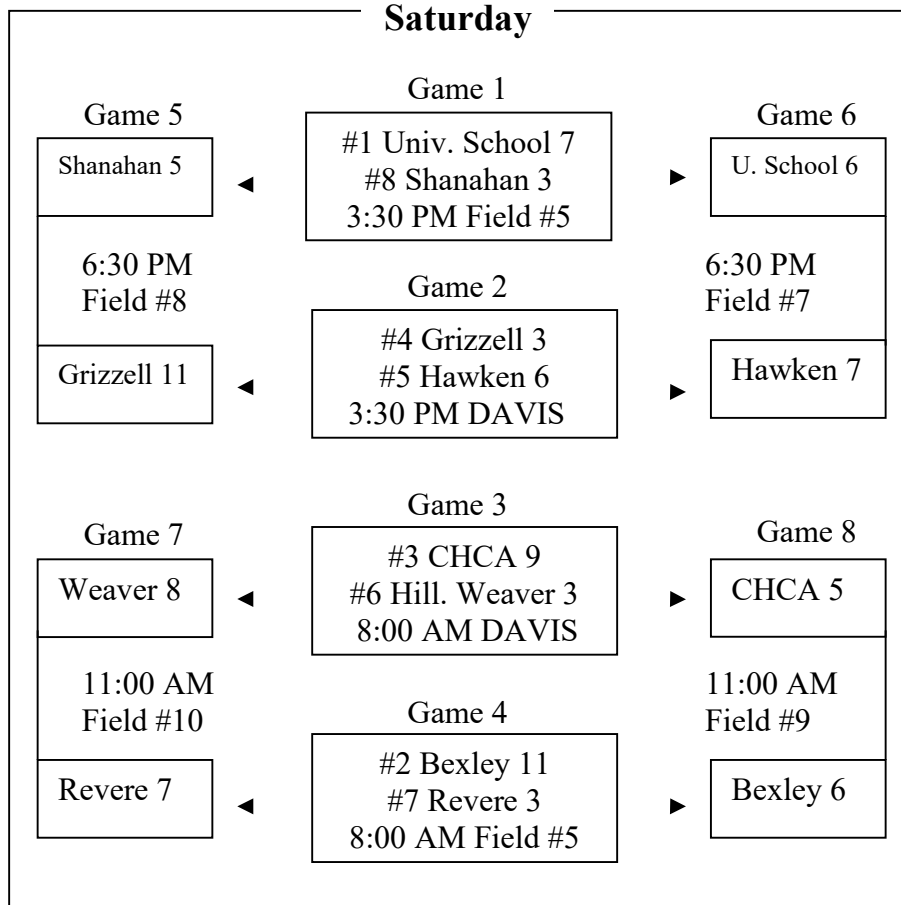 Saturday
Game 1
Game 5
Game 6
#1 Univ. School 7
#8 Shanahan 3
3:30 PM Field #5
Shanahan 5
U. School 6
6:30 PM
Field #8
6:30 PM
Field #7
Game 2
#4 Grizzell 3
#5 Hawken 6
3:30 PM DAVIS
Grizzell 11
Hawken 7
Game 3
Game 7
Game 8
#3 CHCA 9
#6 Hill. Weaver 3
8:00 AM DAVIS
Weaver 8
CHCA 5
11:00 AM
Field #10
11:00 AM
Field #9
Game 4
#2 Bexley 11
#7 Revere 3
8:00 AM Field #5
Revere 7
Bexley 6